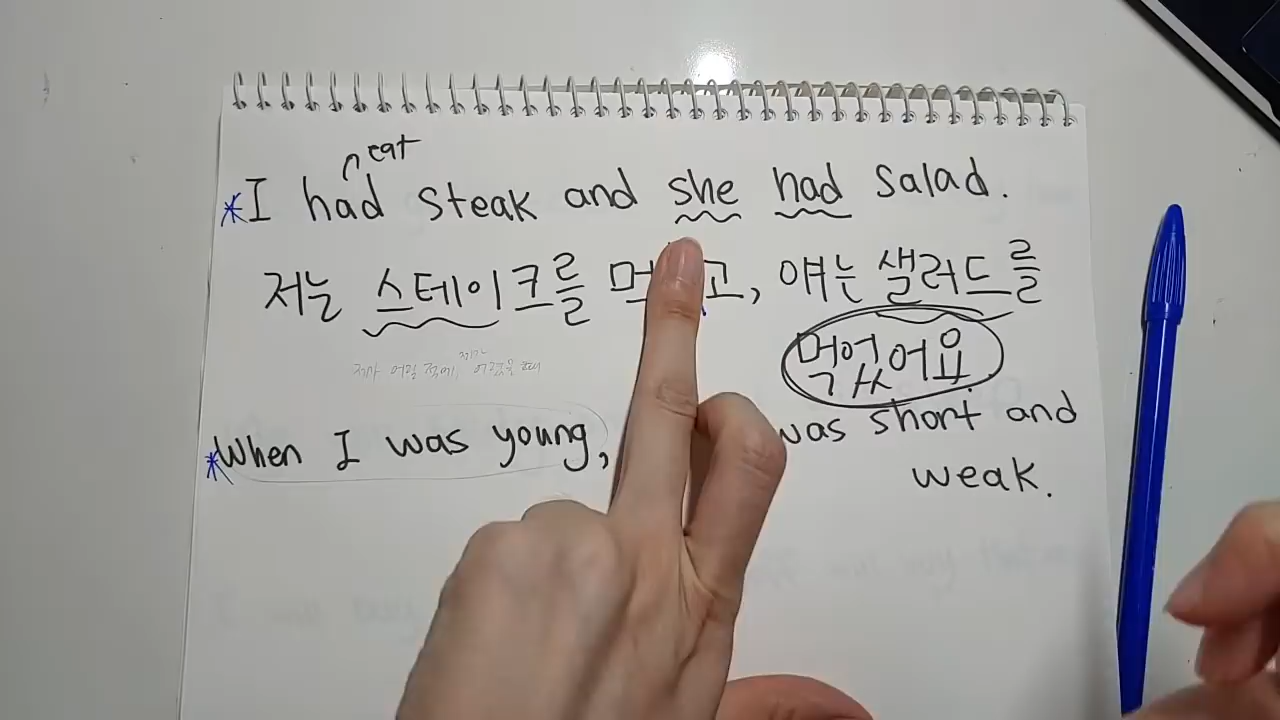 eat
*I had steak and she had salad.
저는 스테이크를 먹고, 얘는 샐러드를
먹었어요
*When I was young, was short and
weak.